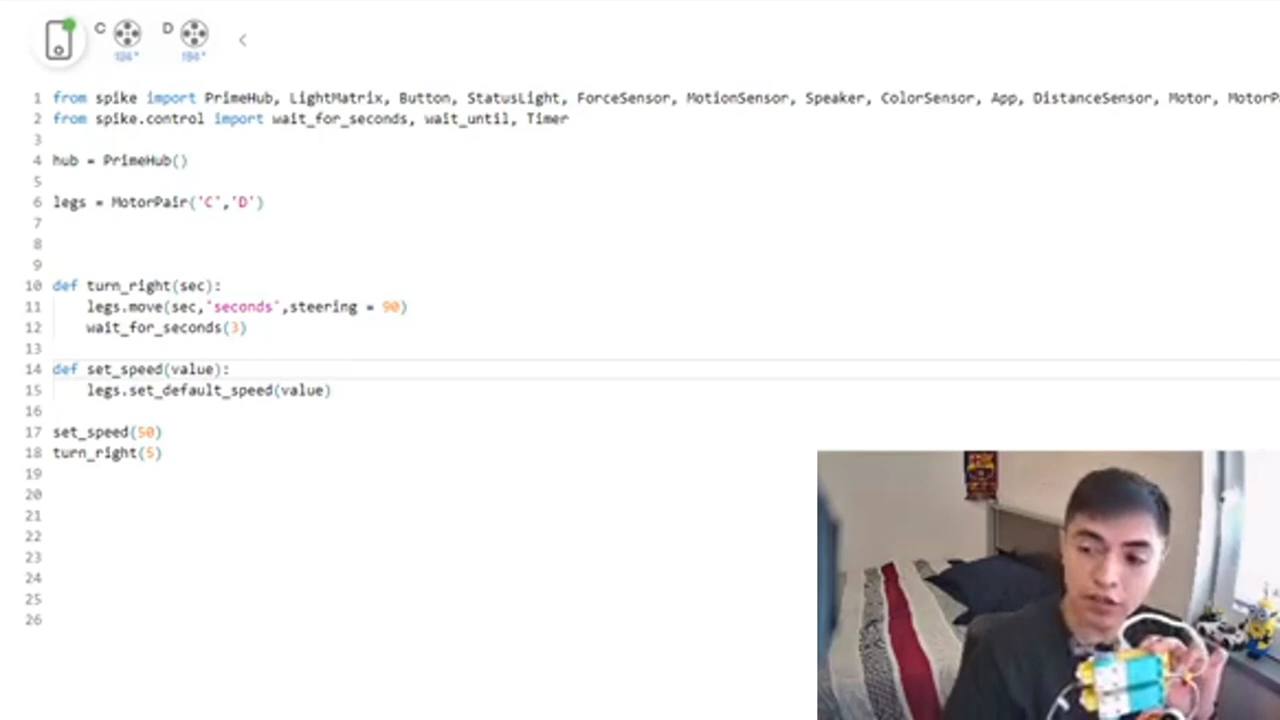 C D
1 from spike import PrimeHub, LightMatrix, Button, StatusLight, ForceSensor, MotionSensor, Speaker, ColorSensor, App, DistanceSensor, Motor, MotorP
2 from spike.control import wait_for_seconds, wait_until, Timer
3
4 hub = PrimeHub()
5
6 legs = MotorPair('C','D')
7
8
9
10 def turn_right(sec):
11 legs.move(sec,"seconds",steering = 90)
12 wait_for_seconds(3)
13
14 def set_speed(value):
15 legs.set_default_speed(value)
16
17 set_speed(50)
18 turn_right(5)
19
20
21
22
23
24
25
26